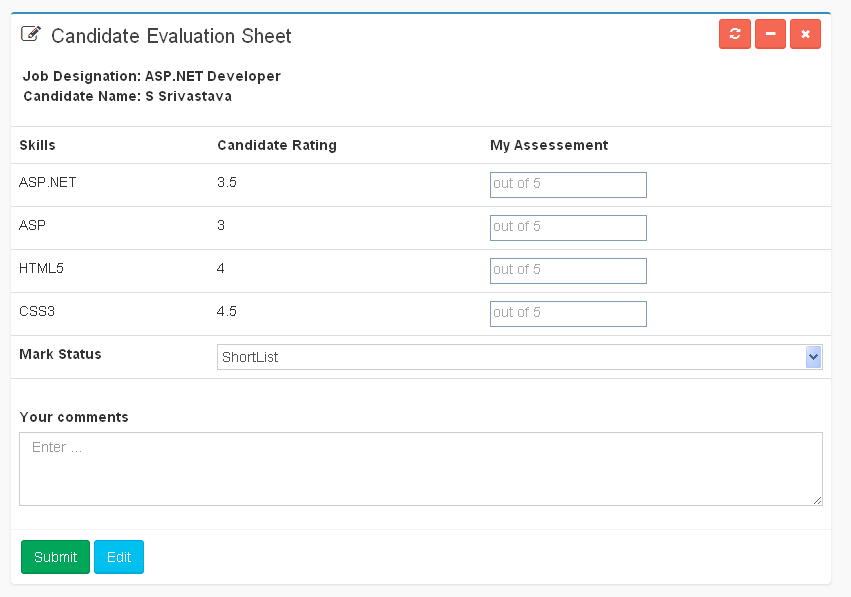 Candidate Evaluation Sheet
Job Designation: ASP.NET Developer
Candidate Name: S Srivastava
Skills Candidate Rating My Assessement
ASP.NET 3.5 out of 5
ASP 3 out of 5
HTML5 4 out of 5
CSS3 4.5 out of 5
Mark Status ShortList
Your comments
Enter ...
Submit Edit